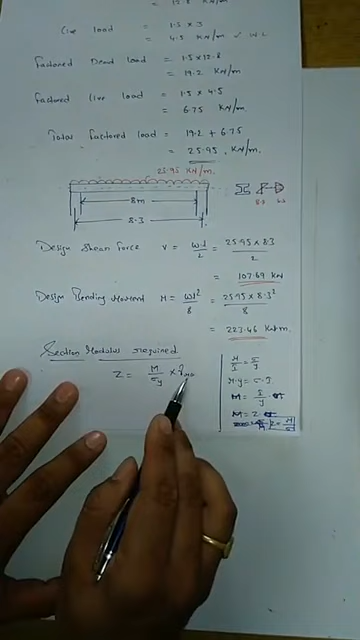 Live load = 1.5 x 3
= 4.5 KN/m ✓ W L
Factored Dead load = 1.5 x 12.8
= 19.2 KN/m
Factored Live load = 1.5 x 4.5
= 6.75 KN/m.
Total factored load = 19.2 + 6.75
= 25.95 KN/m.
25.95 KN/m.
8m
8.3
Design Shear force V = wl/2 = 25.95 x 8.3/2
= 107.69 KN
Design Bending Moment M = wl²/8 = 25.95 x 8.3²/8
= 223.46 KN.m
Section Modulus required
Z = M/σy x γmo
M/I = σ/y
M.y = σ.I
M = I/y . σ
M = Z σ